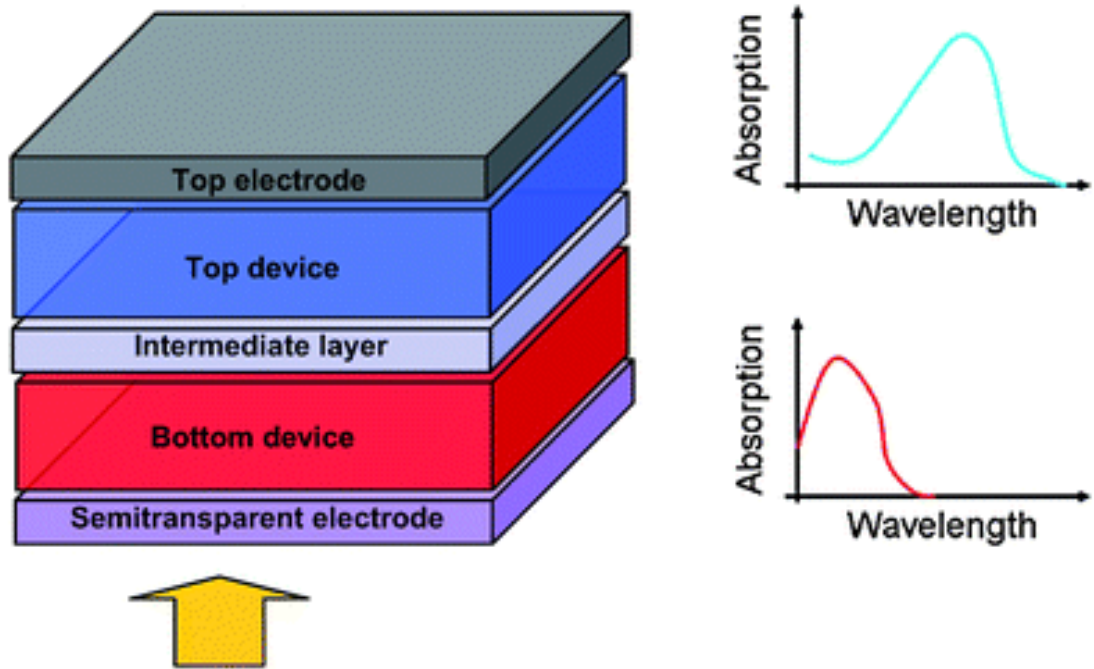 Top electrode
Top device
Intermediate layer
Bottom device
Semitransparent electrode
Absorption
Wavelength
Absorption
Wavelength